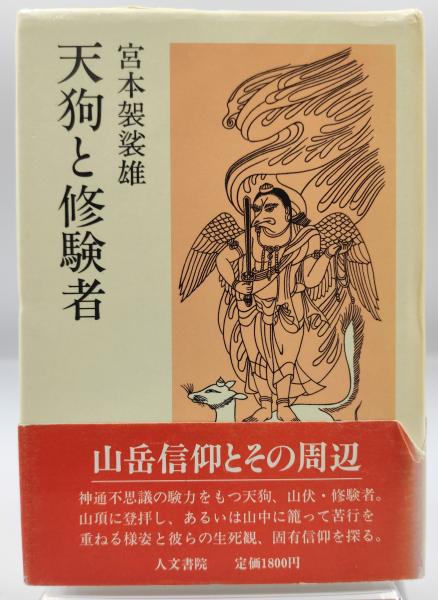 宮本袈裟雄
天狗と修験者
山岳信仰とその周辺
神通不思議の験力をもつ天狗、山伏・修験者。
山頂に登拝し、あるいは山中に籠って苦行を
重ねる様姿と彼らの生死観、固有信仰を探る。
人文書院 定価1800円